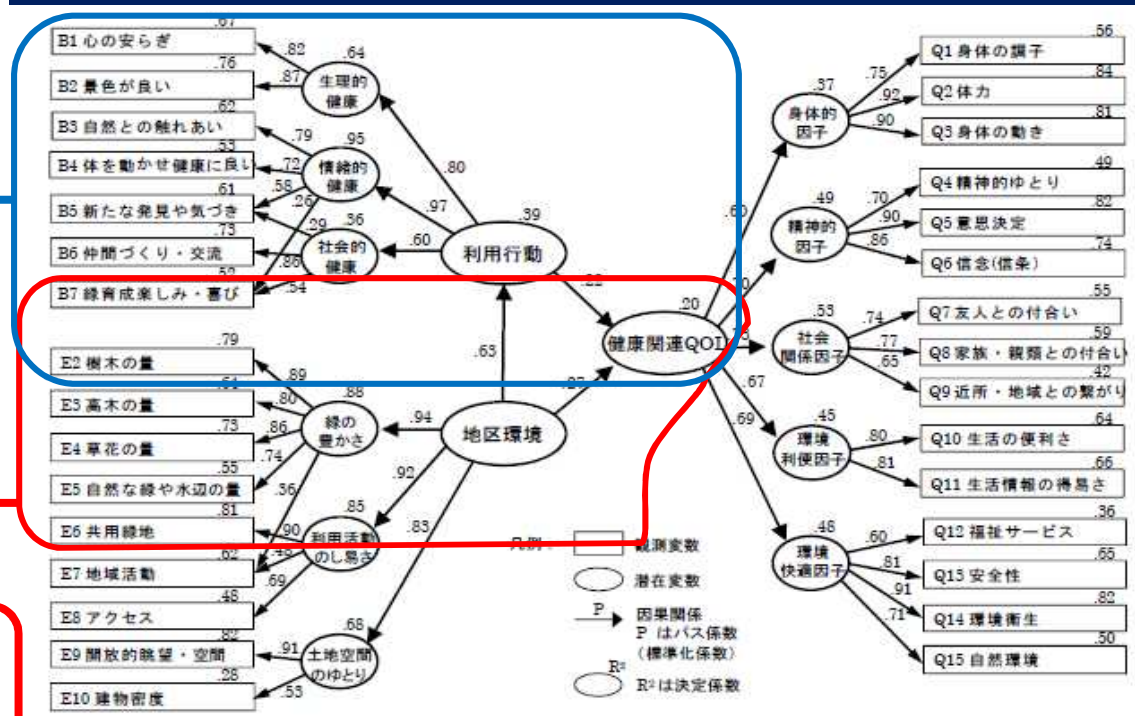 .67
B1 心の安らぎ
.82
.64
.76
B2 景色が良い
.87
生理的
健康
.62
B3 自然との触れあい
.79
.95
.53
B4 体を動かせ健康に良い
.72
情緒的
健康
.80
.61
.58
B5 新たな発見や気づき
.26
.29
.36
.97
.39
.73
B6 仲間づくり・交流
.86
社会的
健康
.60
利用行動
.52
B7 緑育成楽しみ・喜び
.54
.22
.20
健康関連QOL
.63
.27
.79
E2 樹木の量
.89
.88
E3 高木の量
.80
緑の
豊かさ
.94
地区環境
.73
E4 草花の量
.86
.74
.55
E5 自然な緑や水辺の量
.36
.92
.85
.81
E6 共用緑地
.90
利用活動
のし易さ
.83
.62
E7 地域活動
.48
.69
.48
E8 アクセス
.68
.82
E9 開放的眺望・空間
.91
土地空間
のゆとり
.28
E10 建物密度
.53
.56
Q1 身体の調子
.75
.37
.84
Q2 体力
.92
身体的
因子
.81
Q3 身体の動き
.90
.60
.49
Q4 精神的ゆとり
.70
.49
.82
Q5 意思決定
.90
精神的
因子
.74
Q6 信念(信条)
.86
.70
.55
Q7 友人との付合い
.74
.53
.59
Q8 家族・親類との付合い
.77
社会
関係因子
.42
Q9 近所・地域との繋がり
.65
.67
.69
.45
.64
Q10 生活の便利さ
.80
環境
利便因子
.66
Q11 生活情報の得易さ
.81
.48
.36
Q12 福祉サービス
.60
環境
快適因子
.65
Q13 安全性
.81
.82
Q14 環境衛生
.91
.50
Q15 自然環境
.71
凡例：
観測変数
潜在変数
P
因果関係
P はパス係数
(標準化係数)
R²
R²は決定係数